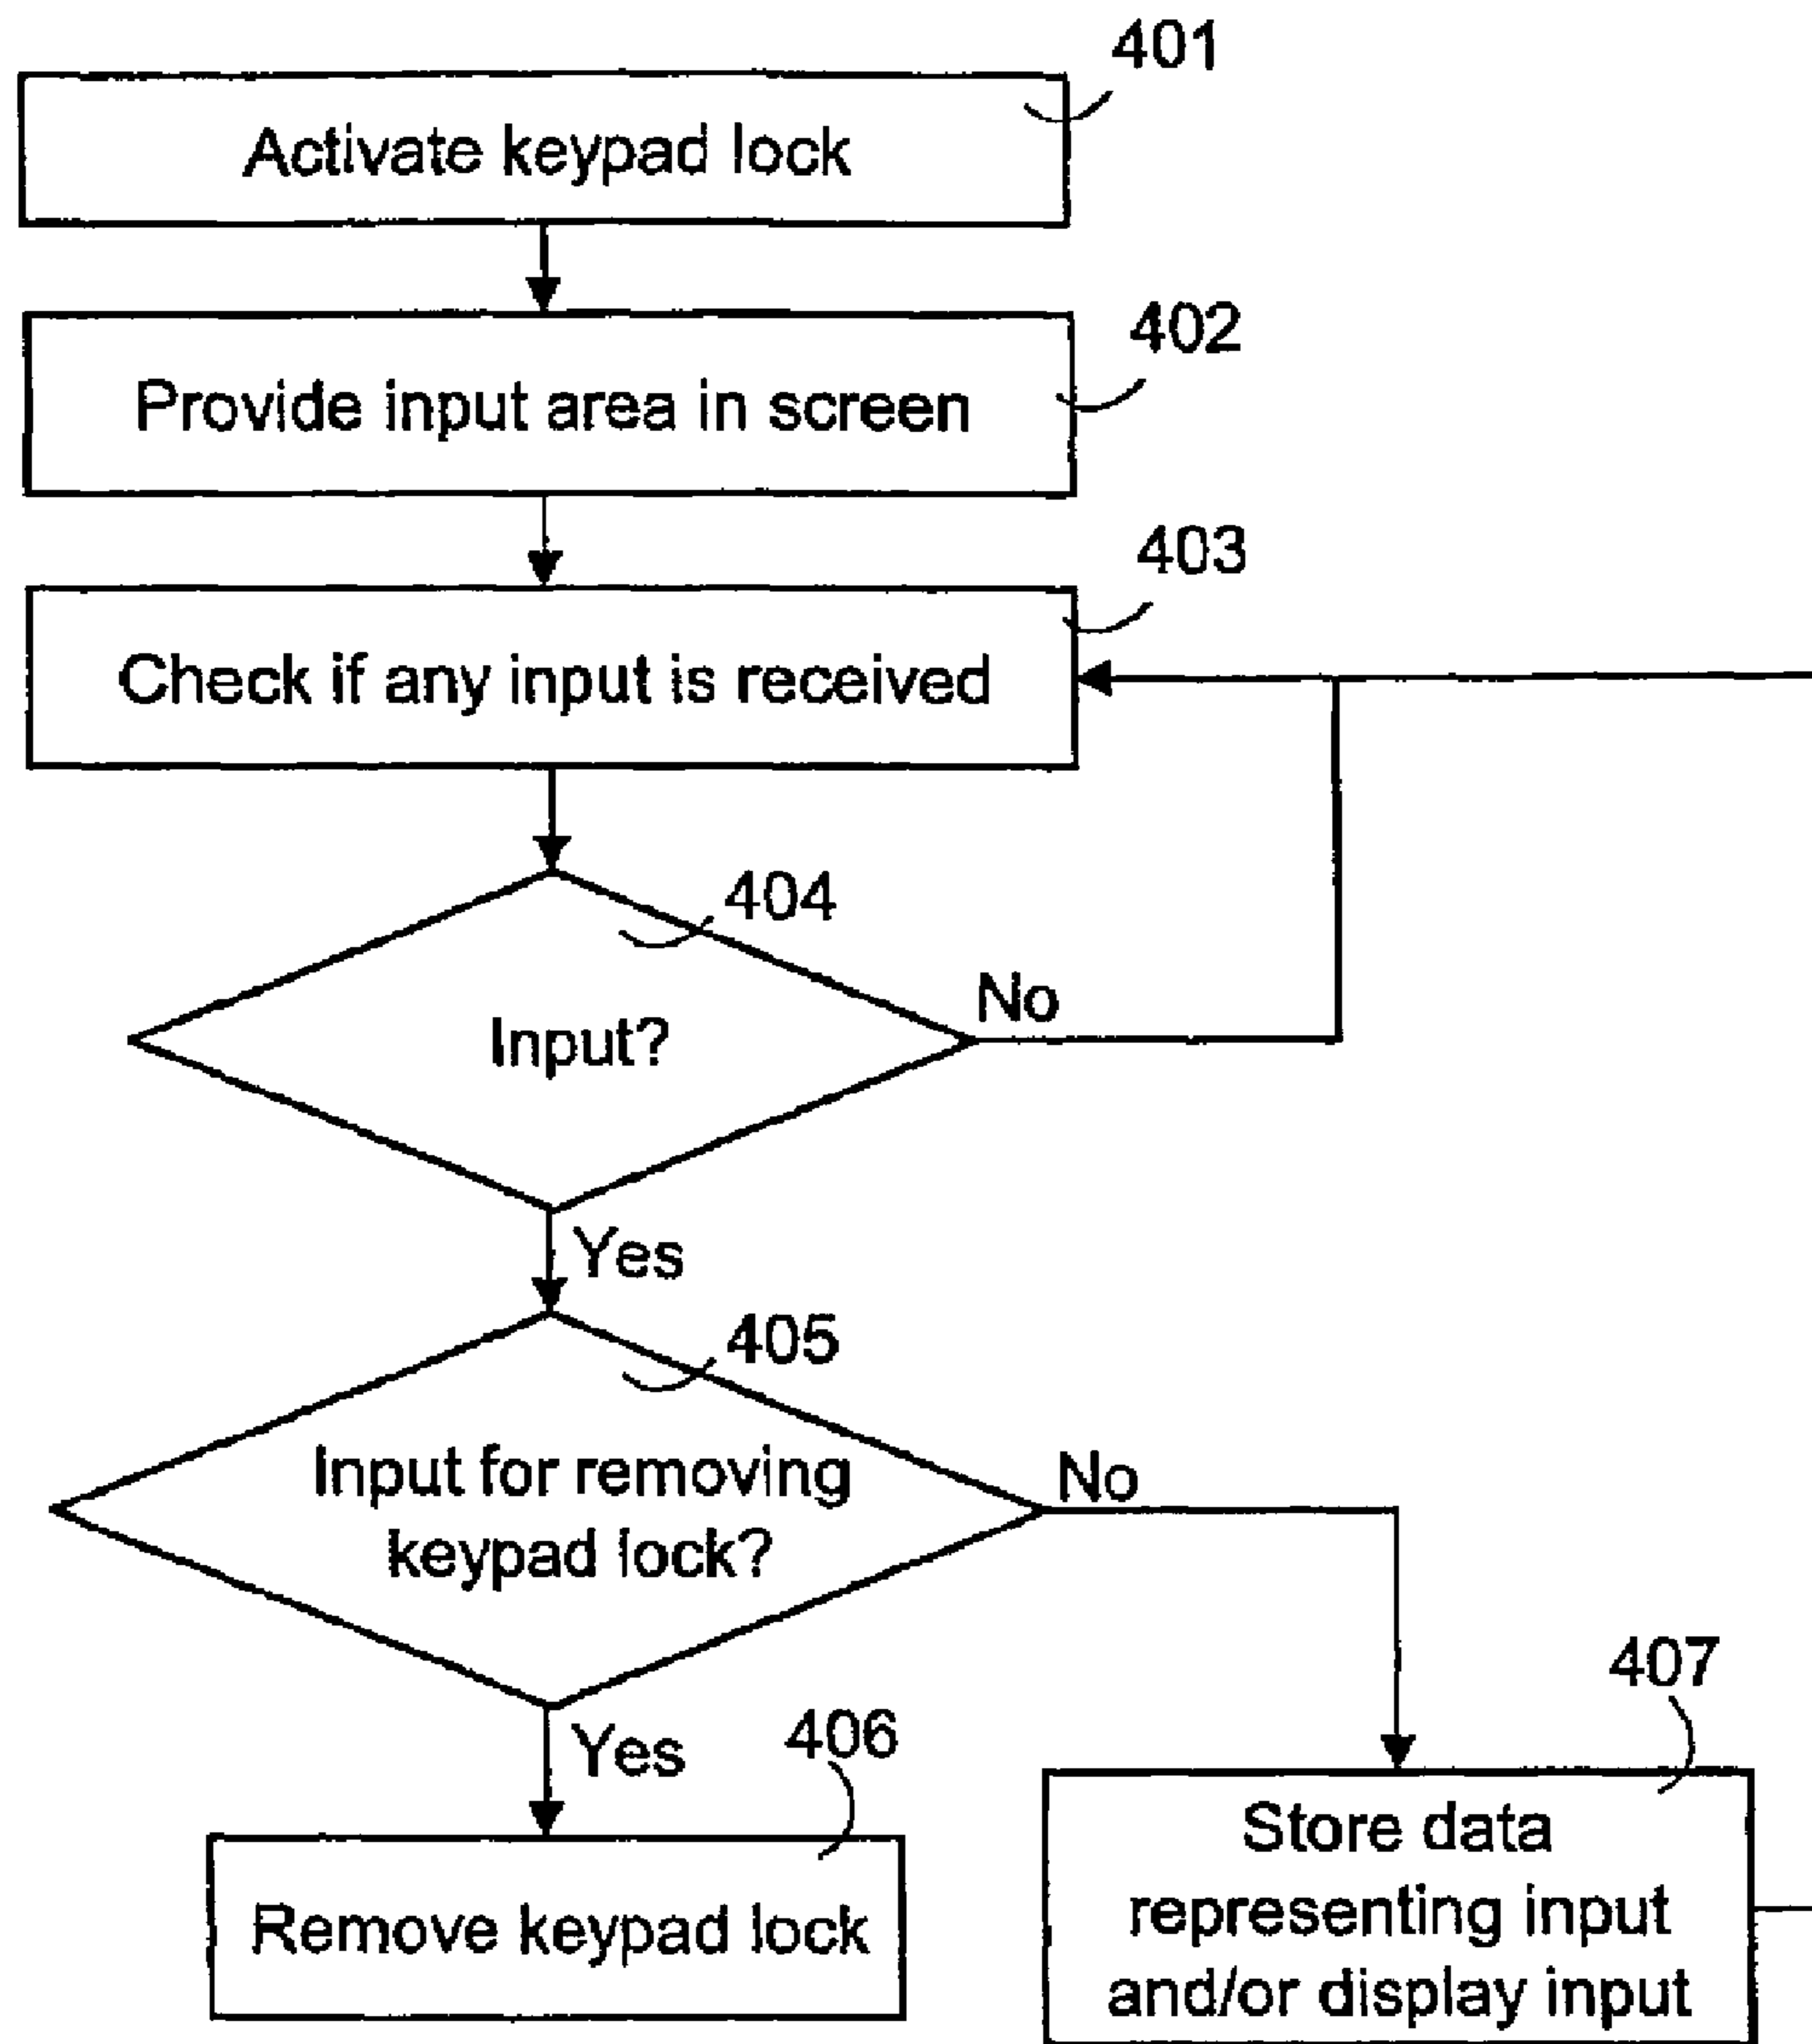 401
Activate keypad lock
402
Provide input area in screen
403
Check if any input is received
404
Input?
No
Yes
405
Input for removing
keypad lock?
No
Yes
406
Remove keypad lock
407
Store data
representing input
and/or display input